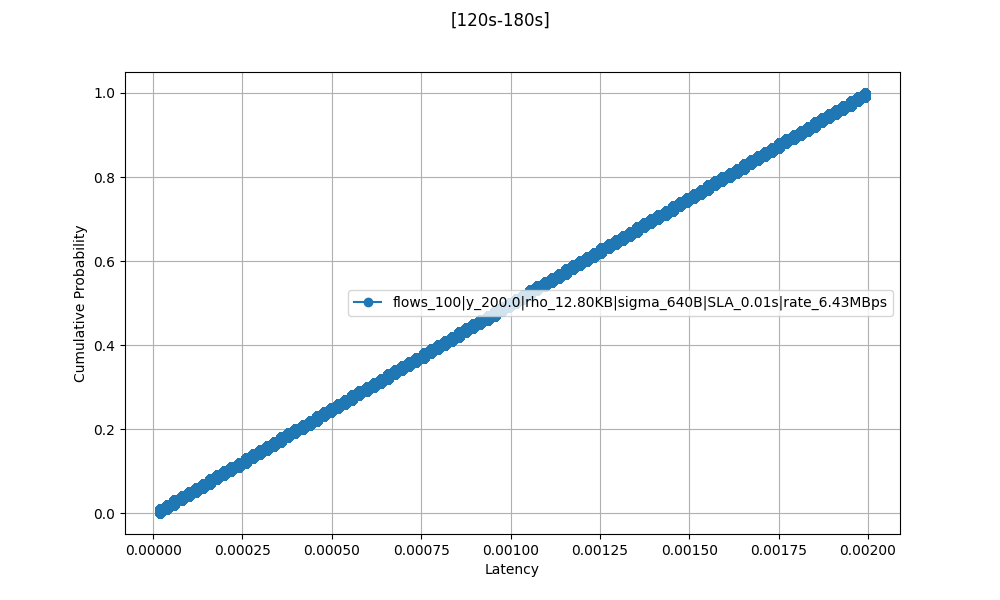 [120s-180s]
1.0
0.8
0.6
0.4
0.2
0.0
Cumulative Probability
flows_100|y_200.0|rho_12.80KB|sigma_640B|SLA_0.01s|rate_6.43MBps
0.00000 0.00025 0.00050 0.00075 0.00100 0.00125 0.00150 0.00175 0.00200
Latency